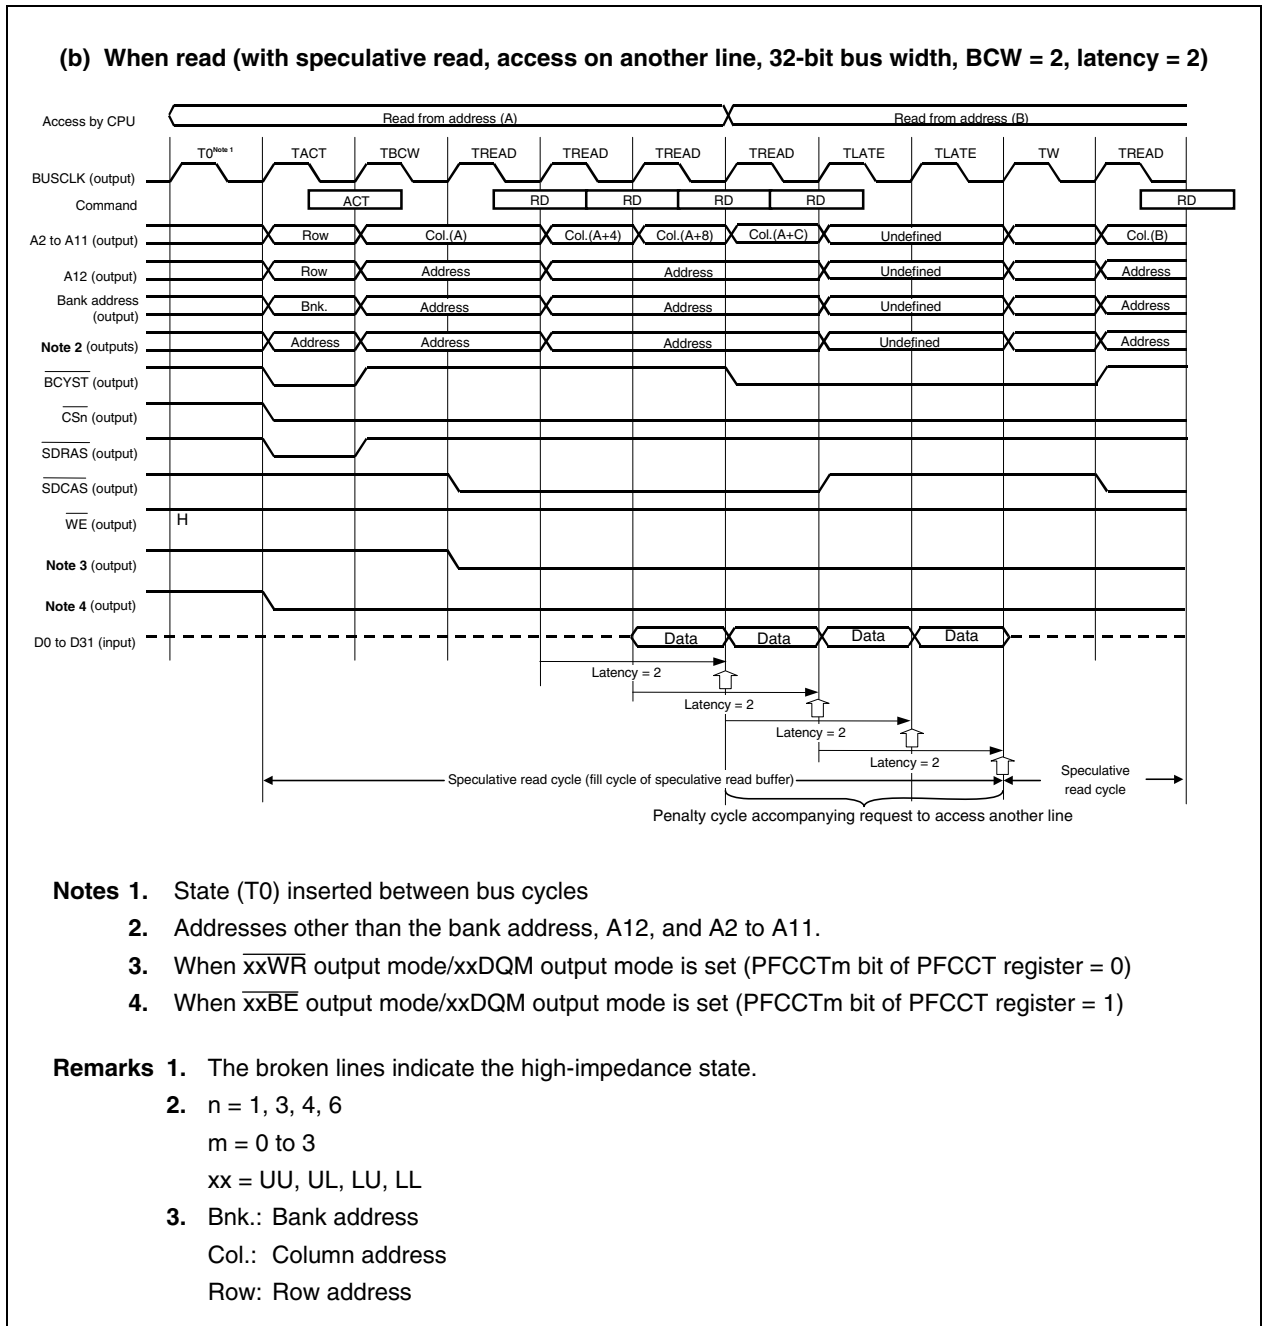 (b) When read (with speculative read, access on another line, 32-bit bus width, BCW = 2, latency = 2)
Access by CPU
Read from address (A)
Read from address (B)
T0Note 1 TACT TBCW TREAD TREAD TREAD TREAD TLATE TLATE TW TREAD
BUSCLK (output)
Command
ACT RD RD RD RD RD
A2 to A11 (output)
Row Col.(A) Col.(A+4) Col.(A+8) Col.(A+C) Undefined Col.(B)
A12 (output)
Row Address Address Undefined Address
Bank address
(output)
Bnk. Address Address Undefined Address
Note 2 (outputs)
Address Address Address Undefined Address
BCYST (output)
CSn (output)
SDRAS (output)
SDCAS (output)
WE (output)
H
Note 3 (output)
Note 4 (output)
D0 to D31 (input)
Data Data Data Data
Latency = 2
Latency = 2
Latency = 2
Latency = 2
Speculative read cycle (fill cycle of speculative read buffer)
Speculative
read cycle
Penalty cycle accompanying request to access another line
Notes 1. State (T0) inserted between bus cycles
2. Addresses other than the bank address, A12, and A2 to A11.
3. When xxWR output mode/xxDQM output mode is set (PFCCTm bit of PFCCT register = 0)
4. When xxBE output mode/xxDQM output mode is set (PFCCTm bit of PFCCT register = 1)
Remarks 1. The broken lines indicate the high-impedance state.
2. n = 1, 3, 4, 6
m = 0 to 3
xx = UU, UL, LU, LL
3. Bnk.: Bank address
Col.: Column address
Row: Row address